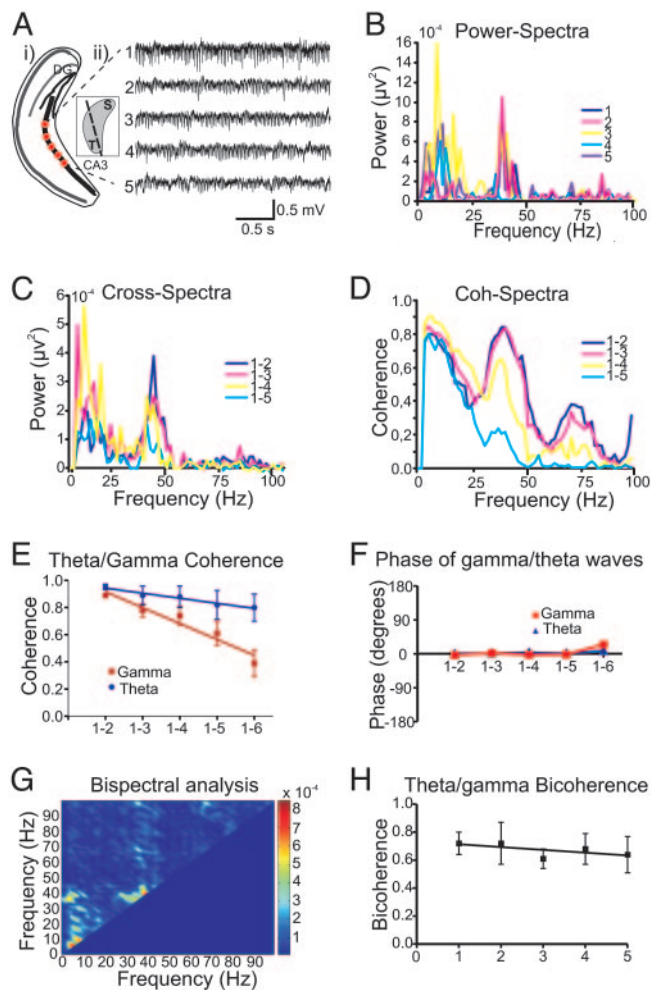 A
i)
ii)
DG
S
T
CA3
1
2
3
4
5
0.5 mV
0.5 s
B
Power-Spectra
16 ·10-4
14
12
10
8
6
4
2
0
Power (µv²)
0 25 50 75 100
Frequency (Hz)
1
2
3
4
5
C
Cross-Spectra
6 ·10-4
5
4
3
2
1
0
Power (µv²)
0 25 50 75 100
Frequency (Hz)
1-2
1-3
1-4
1-5
D
Coh-Spectra
1.0
0.8
0.6
0.4
0.2
0.0
Coherence
0 25 50 75 100
Frequency (Hz)
1-2
1-3
1-4
1-5
E
Theta/Gamma Coherence
1.0
0.8
0.6
0.4
0.0
Coherence
Gamma
Theta
1-2 1-3 1-4 1-5 1-6
F
Phase of gamma/theta waves
180
90
0
-90
-180
Phase (degrees)
Gamma
Theta
1-2 1-3 1-4 1-5 1-6
G
Bispectral analysis
x 10-4
90
80
70
60
50
40
30
20
10
0
Frequency (Hz)
0 10 20 30 40 50 60 70 80 90
Frequency (Hz)
8
7
6
5
4
3
2
1
H
Theta/gamma Bicoherence
1.0
0.8
0.6
0.0
Bicoherence
1 2 3 4 5